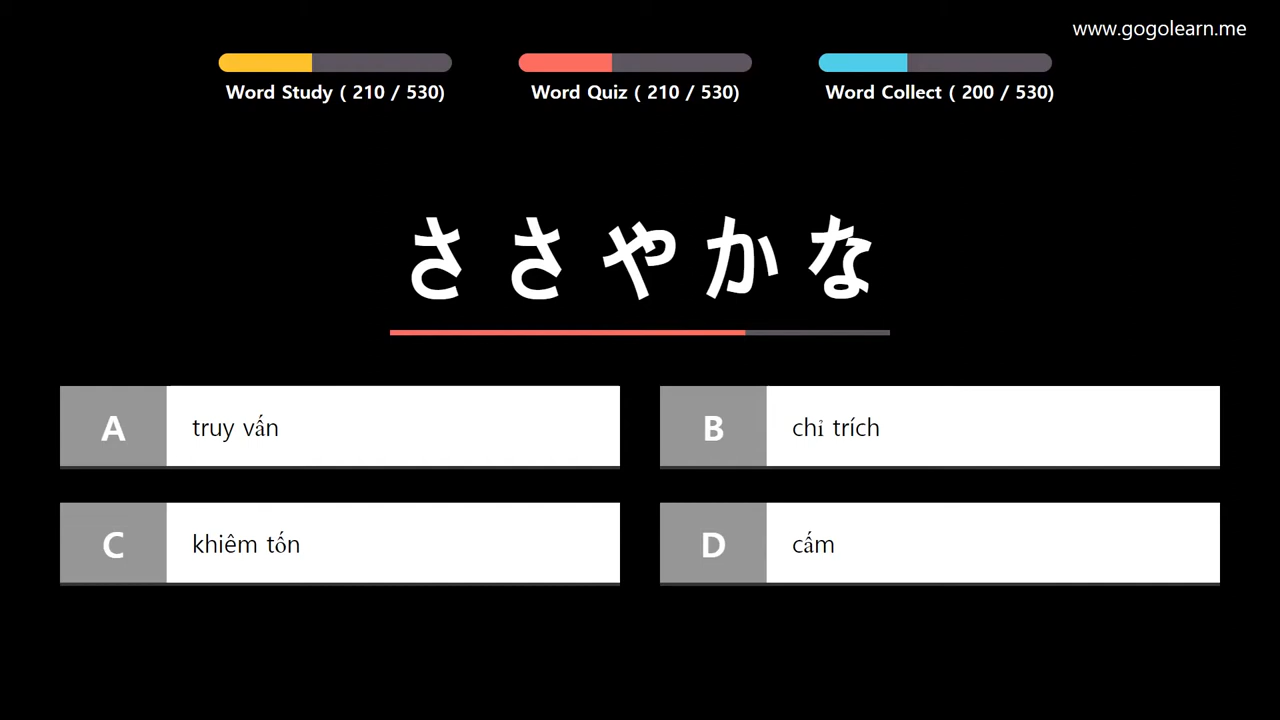 www.gogolearn.me
Word Study ( 210 / 530)
Word Quiz ( 210 / 530)
Word Collect ( 200 / 530)
ささやかな
A truy vấn
B chỉ trích
C khiêm tốn
D cấm